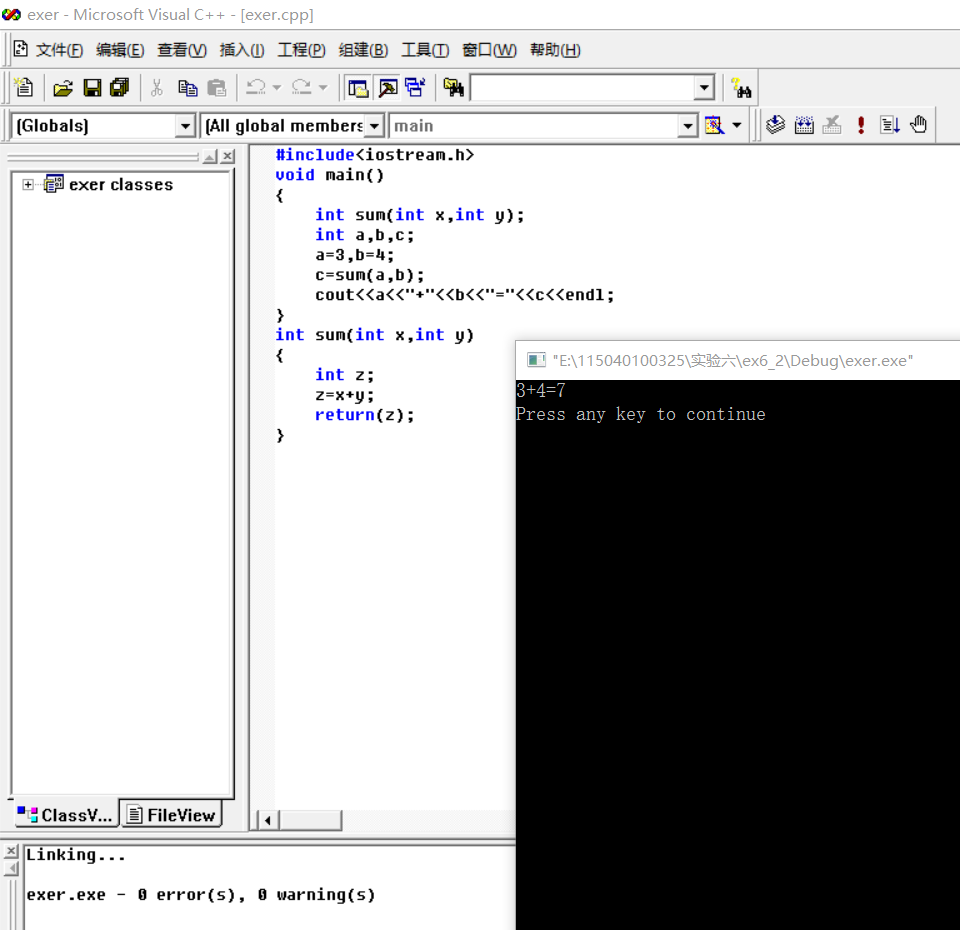 exer - Microsoft Visual C++ - [exer.cpp]
文件(F) 编辑(E) 查看(V) 插入(I) 工程(P) 组建(B) 工具(T) 窗口(W) 帮助(H)
(Globals) (All global members main
exer classes
#include<iostream.h>
void main()
{
int sum(int x,int y);
int a,b,c;
a=3,b=4;
c=sum(a,b);
cout<<a<<"+"<<b<<"="<<c<<endl;
}
int sum(int x,int y)
{
int z;
z=x+y;
return(z);
}
"E:\115040100325\实验六\ex6_2\Debug\exer.exe"
3+4=7
Press any key to continue
ClassV... FileView
Linking...
exer.exe - 0 error(s), 0 warning(s)